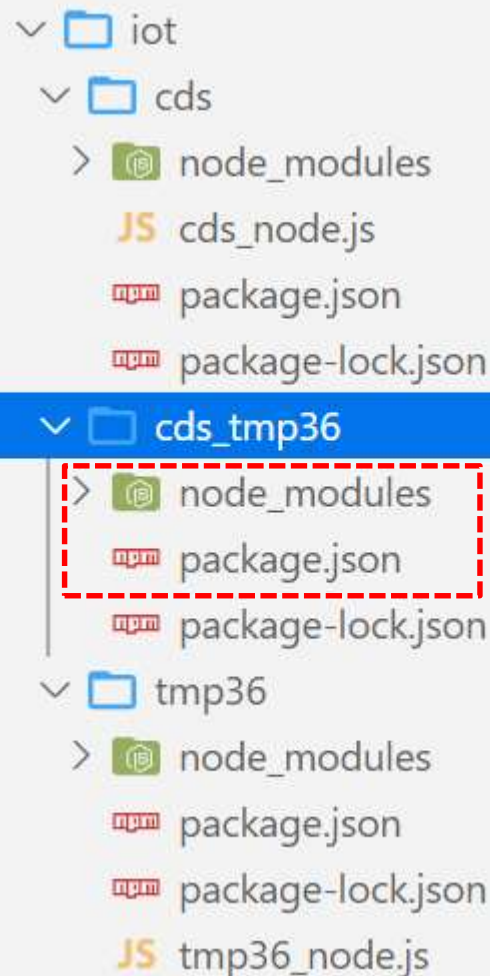 iot
cds
node_modules
JS cds_node.js
npm package.json
npm package-lock.json
cds_tmp36
node_modules
npm package.json
npm package-lock.json
tmp36
node_modules
npm package.json
npm package-lock.json
JS tmp36_node.js